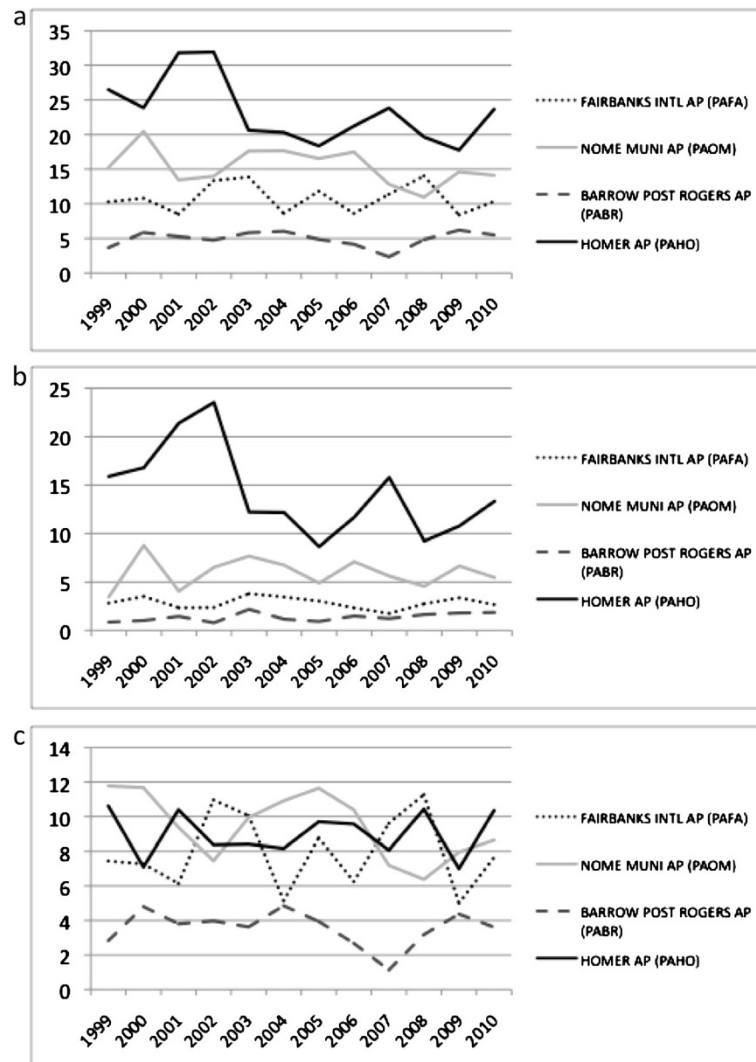 a
35
30
25
20
15
10
5
0
1999 2000 2001 2002 2003 2004 2005 2006 2007 2008 2009 2010
FAIRBANKS INTL AP (PAFA)
NOME MUNI AP (PAOM)
BARROW POST ROGERS AP
(PABR)
HOMER AP (PAHO)
b
25
20
15
10
5
0
1999 2000 2001 2002 2003 2004 2005 2006 2007 2008 2009 2010
FAIRBANKS INTL AP (PAFA)
NOME MUNI AP (PAOM)
BARROW POST ROGERS AP
(PABR)
HOMER AP (PAHO)
c
14
12
10
8
6
4
2
0
1999 2000 2001 2002 2003 2004 2005 2006 2007 2008 2009 2010
FAIRBANKS INTL AP (PAFA)
NOME MUNI AP (PAOM)
BARROW POST ROGERS AP
(PABR)
HOMER AP (PAHO)